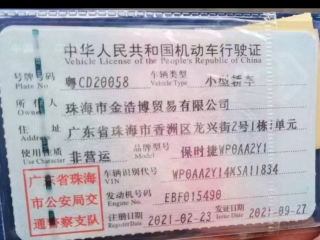 中华人民共和国机动车行驶证
Vehicle License of the People's Republic of China
号牌号码 Plate No. 粤CD20058 车辆类型 Vehicle Type 小型轿车
所有人 Owner 珠海市金浩博贸易有限公司
住址 广东省珠海市香洲区龙兴街2号1栋1单元
使用性质 Use Character 非营运 品牌型号 Model 保时捷WP0AA2Y1
广东省珠海
市公安局交
通警察支队
车辆识别代号 VIN WP0AA2Y14NSA11834
发动机号码 Engine No. EBF015490
注册日期 Register Date 2021-02-23 发证日期 Issue Date 2021-09-27